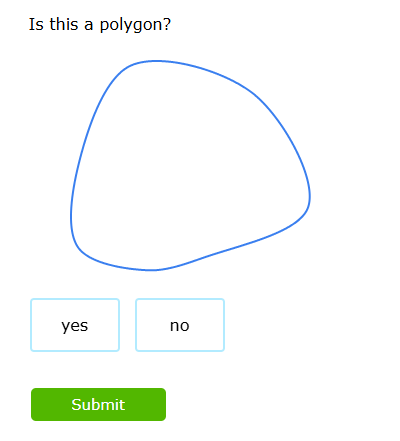 Is this a polygon?
yes
no
Submit